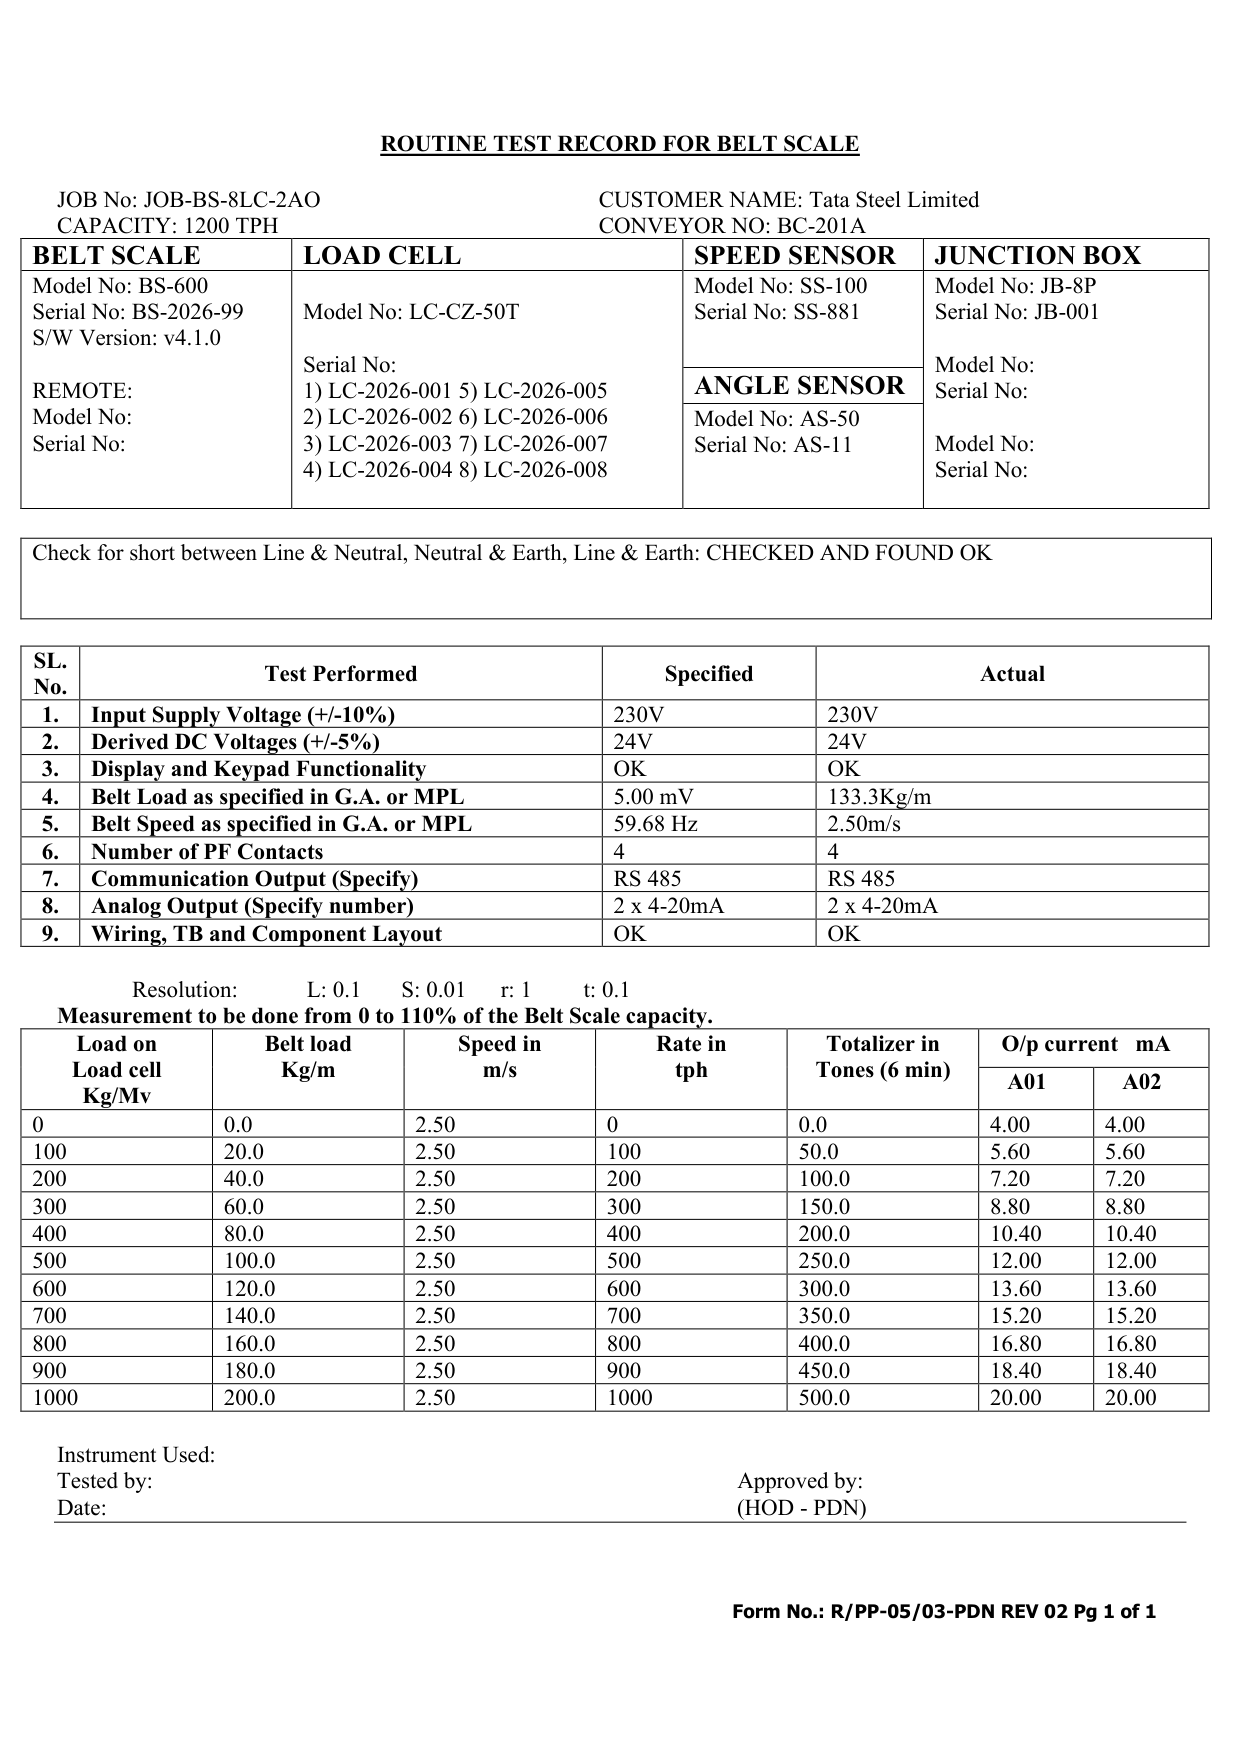 ROUTINE TEST RECORD FOR BELT SCALE
JOB No: JOB-BS-8LC-2AO CUSTOMER NAME: Tata Steel Limited
CAPACITY: 1200 TPH CONVEYOR NO: BC-201A
BELT SCALE
Model No: BS-600
Serial No: BS-2026-99
S/W Version: v4.1.0
REMOTE:
Model No:
Serial No:
LOAD CELL
Model No: LC-CZ-50T
Serial No:
1) LC-2026-001 5) LC-2026-005
2) LC-2026-002 6) LC-2026-006
3) LC-2026-003 7) LC-2026-007
4) LC-2026-004 8) LC-2026-008
SPEED SENSOR
Model No: SS-100
Serial No: SS-881
ANGLE SENSOR
Model No: AS-50
Serial No: AS-11
JUNCTION BOX
Model No: JB-8P
Serial No: JB-001
Model No:
Serial No:
Model No:
Serial No:
Check for short between Line & Neutral, Neutral & Earth, Line & Earth: CHECKED AND FOUND OK
SL. No. Test Performed Specified Actual
1. Input Supply Voltage (+/-10%) 230V 230V
2. Derived DC Voltages (+/-5%) 24V 24V
3. Display and Keypad Functionality OK OK
4. Belt Load as specified in G.A. or MPL 5.00 mV 133.3Kg/m
5. Belt Speed as specified in G.A. or MPL 59.68 Hz 2.50m/s
6. Number of PF Contacts 4 4
7. Communication Output (Specify) RS 485 RS 485
8. Analog Output (Specify number) 2 x 4-20mA 2 x 4-20mA
9. Wiring, TB and Component Layout OK OK
Resolution: L: 0.1 S: 0.01 r: 1 t: 0.1
Measurement to be done from 0 to 110% of the Belt Scale capacity.
Load on Belt load Speed in Rate in Totalizer in O/p current mA
Load cell Kg/m m/s tph Tones (6 min) A01 A02
Kg/Mv
0 0.0 2.50 0 0.0 4.00 4.00
100 20.0 2.50 100 50.0 5.60 5.60
200 40.0 2.50 200 100.0 7.20 7.20
300 60.0 2.50 300 150.0 8.80 8.80
400 80.0 2.50 400 200.0 10.40 10.40
500 100.0 2.50 500 250.0 12.00 12.00
600 120.0 2.50 600 300.0 13.60 13.60
700 140.0 2.50 700 350.0 15.20 15.20
800 160.0 2.50 800 400.0 16.80 16.80
900 180.0 2.50 900 450.0 18.40 18.40
1000 200.0 2.50 1000 500.0 20.00 20.00
Instrument Used:
Tested by: Approved by:
Date: (HOD - PDN)
Form No.: R/PP-05/03-PDN REV 02 Pg 1 of 1